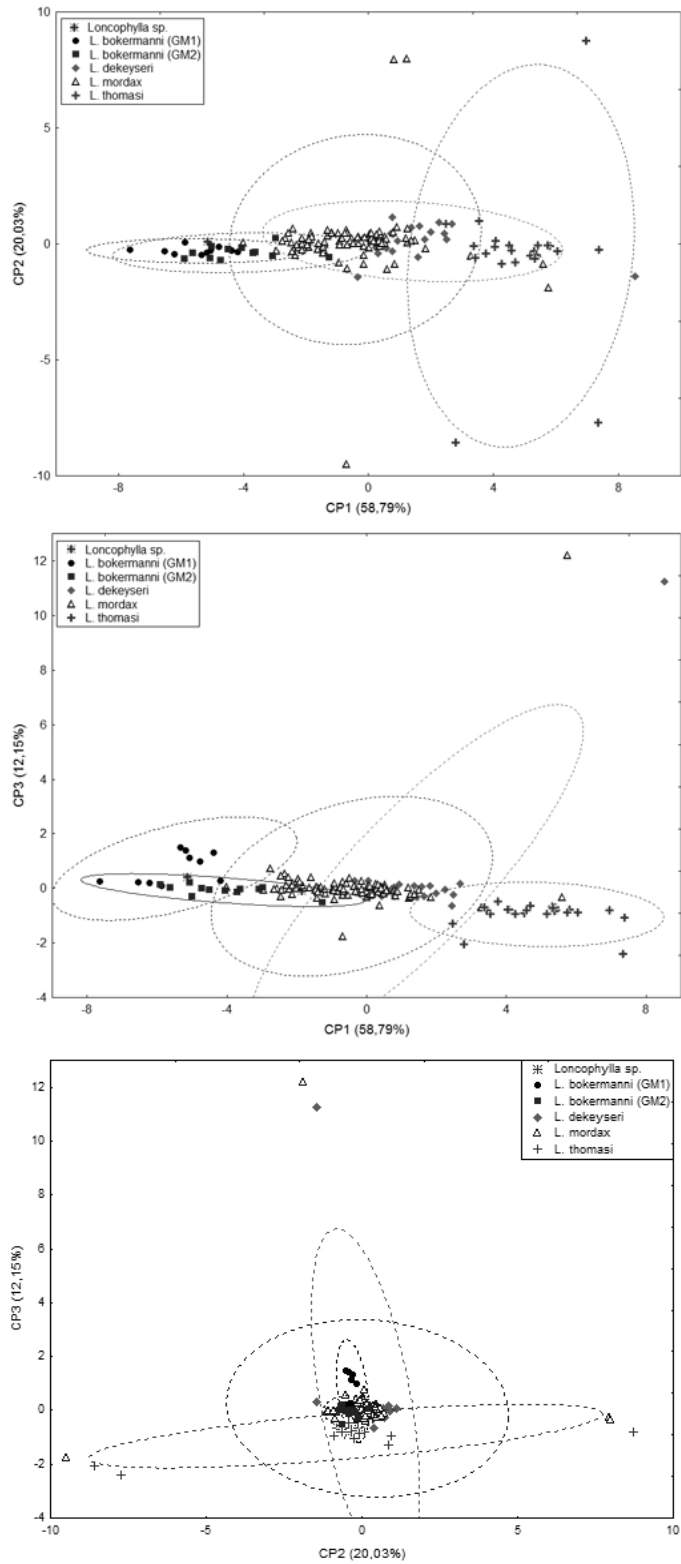 10
5
0
-5
-10
CP2 (20,03%)
Loncophylla sp.
L. bokermanni (GM1)
L. bokermanni (GM2)
L. dekeyseri
L. mordax
L. thomasi
-8
-4
0
4
8
CP1 (58,79%)
12
10
8
6
4
2
0
-2
-4
CP3 (12,15%)
Loncophylla sp.
L. bokermanni (GM1)
L. bokermanni (GM2)
L. dekeyseri
L. mordax
L. thomasi
-8
-4
0
4
8
CP1 (58,79%)
12
10
8
6
4
2
0
-2
-4
CP3 (12,15%)
Loncophylla sp.
L. bokermanni (GM1)
L. bokermanni (GM2)
L. dekeyseri
L. mordax
L. thomasi
-10
-5
0
5
10
CP2 (20,03%)